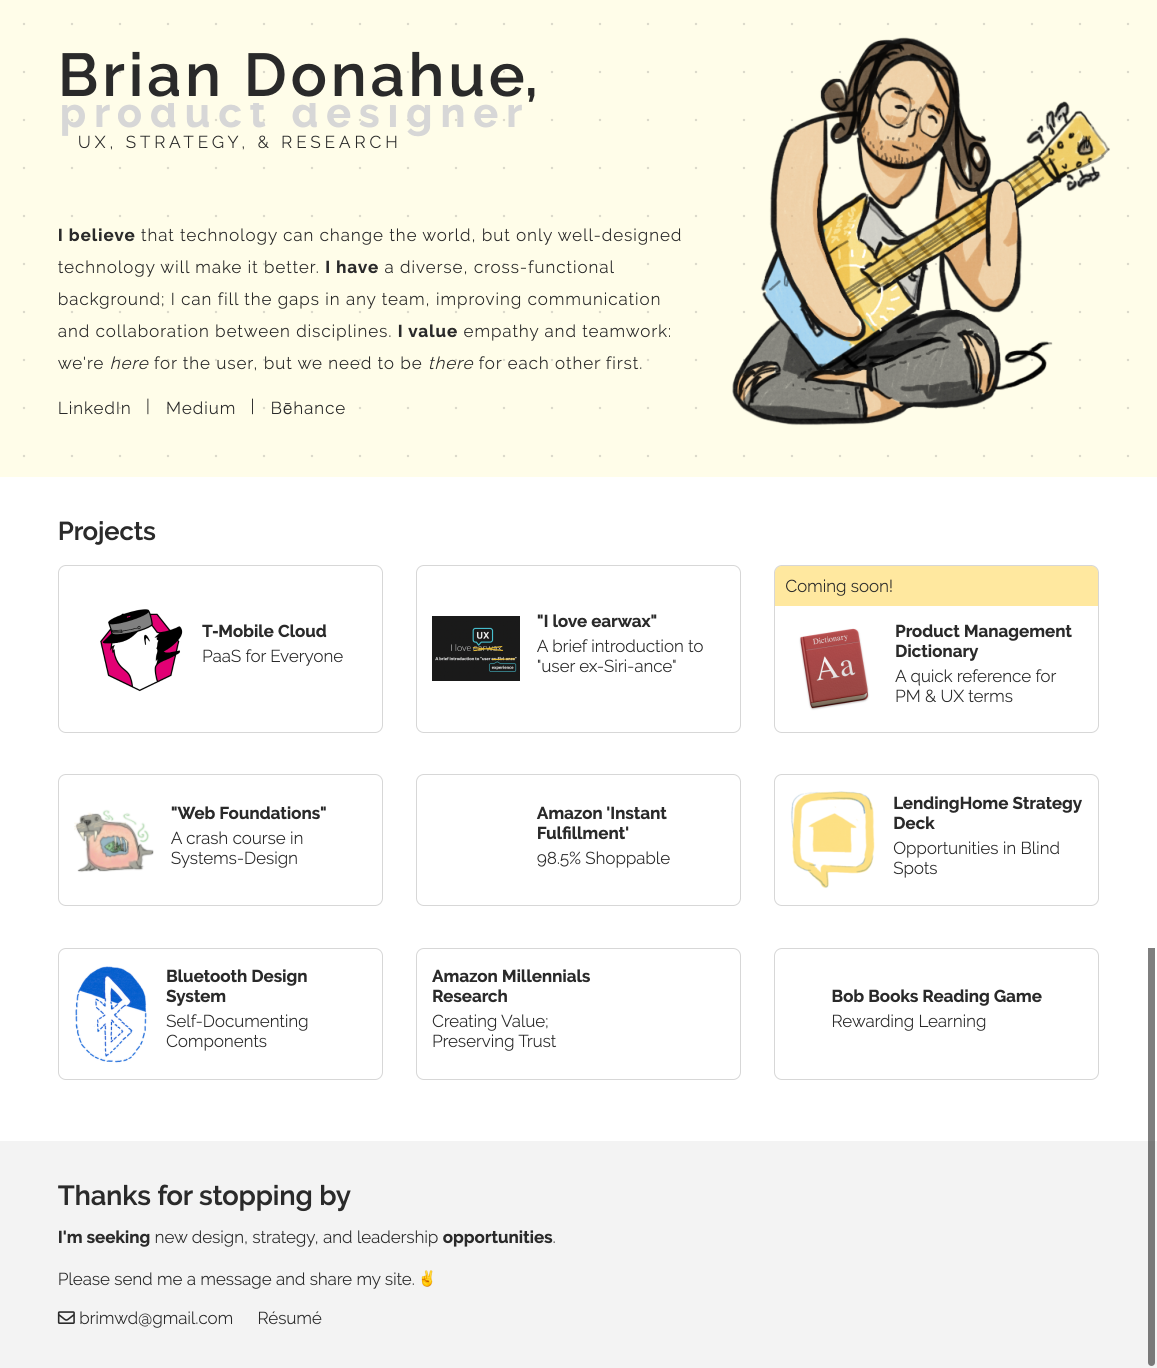 Brian Donahue,
product designer
UX, STRATEGY, & RESEARCH
I believe that technology can change the world, but only well-designed
technology will make it better. I have a diverse, cross-functional
background; I can fill the gaps in any team, improving communication
and collaboration between disciplines. I value empathy and teamwork:
we're here for the user, but we need to be there for each other first.
LinkedIn | Medium | Bēhance
Projects
T-Mobile Cloud
PaaS for Everyone
UX
I love earwax
A brief introduction to "user ex-Siri-ance"
experience
"I love earwax"
A brief introduction to
"user ex-Siri-ance"
Coming soon!
Dictionary
Aa
Product Management
Dictionary
A quick reference for
PM & UX terms
"Web Foundations"
A crash course in
Systems-Design
Amazon 'Instant
Fulfillment'
98.5% Shoppable
LendingHome Strategy
Deck
Opportunities in Blind
Spots
Bluetooth Design
System
Self-Documenting
Components
Amazon Millennials
Research
Creating Value;
Preserving Trust
Bob Books Reading Game
Rewarding Learning
Thanks for stopping by
I'm seeking new design, strategy, and leadership opportunities.
Please send me a message and share my site. ✌
brimwd@gmail.com Résumé